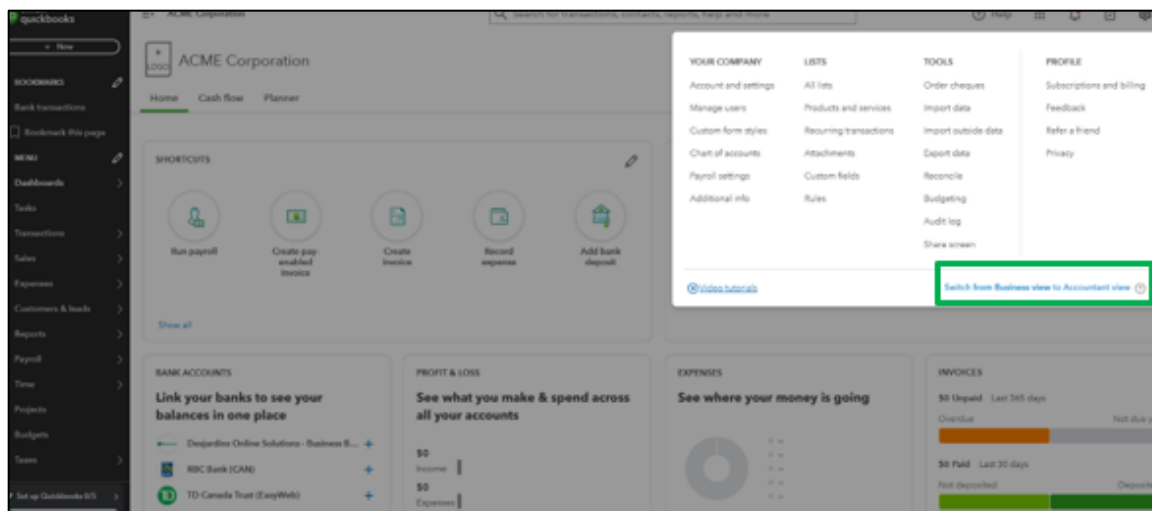 quickbooks
ACME Corporation
Search for transactions, contacts, reports, help and more
Help
+ New
BOOKMARKS
Bank transactions
Bookmark this page
MENU
Dashboards
Tasks
Transactions
Sales
Expenses
Customers & leads
Reports
Payroll
Time
Projects
Budgets
Taxes
Set up Quickbooks 0/5
+
LOGO
ACME Corporation
Home Cash flow Planner
YOUR COMPANY
Account and settings
Manage users
Custom form styles
Chart of accounts
Payroll settings
Additional info
LISTS
All lists
Products and services
Recurring transactions
Attachments
Custom fields
Rules
TOOLS
Order cheques
Import data
Import outside data
Export data
Reconcile
Budgeting
Audit log
Share screen
PROFILE
Subscriptions and billing
Feedback
Refer a friend
Privacy
Video tutorials
Switch from Business view to Accountant view
SHORTCUTS
Run payroll
Create pay-
enabled
invoice
Create
invoice
Record
expense
Add bank
deposit
Show all
BANK ACCOUNTS
Link your banks to see your
balances in one place
Desjardins Online Solutions - Business B...
RBC Bank (CAN)
TD Canada Trust (EasyWeb)
PROFIT & LOSS
See what you make & spend across
all your accounts
$0
Income
$0
Expenses
EXPENSES
See where your money is going
INVOICES
$0 Unpaid Last 365 days
Overdue Not due y
$0 Paid Last 30 days
Not deposited Deposite